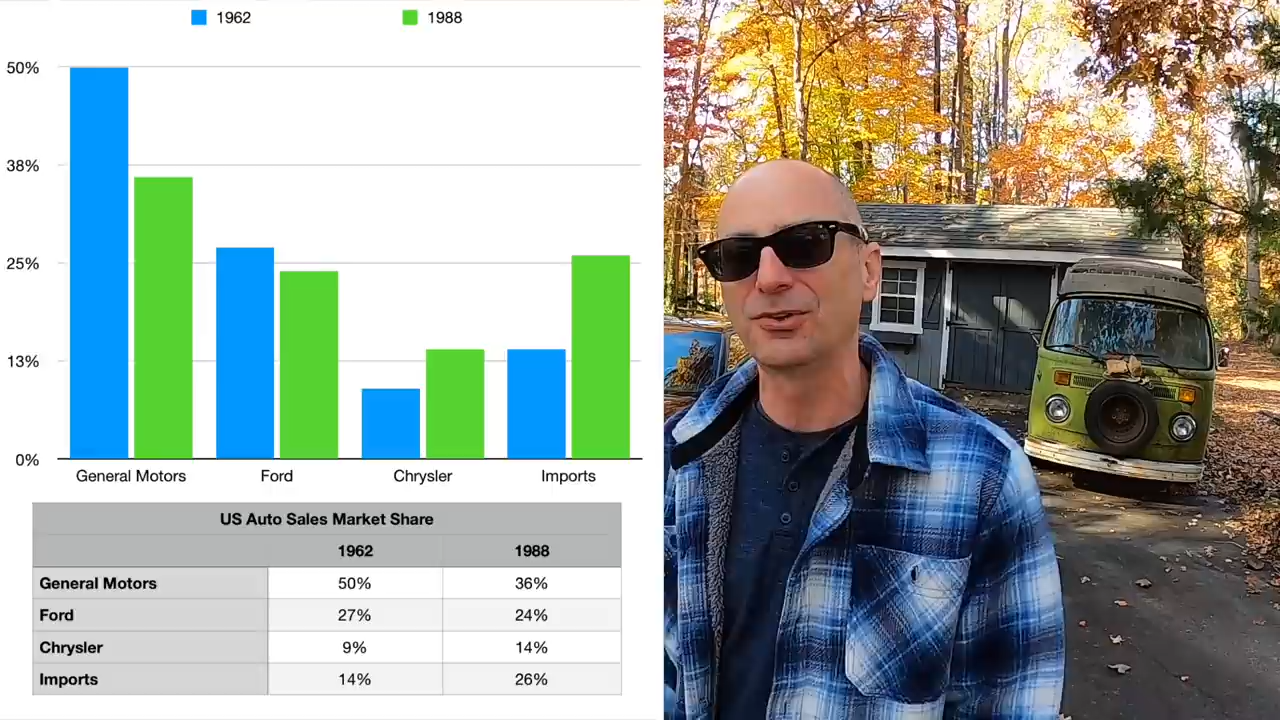 1962 1988
50%
38%
25%
13%
0%
General Motors Ford Chrysler Imports
US Auto Sales Market Share
1962 1988
General Motors 50% 36%
Ford 27% 24%
Chrysler 9% 14%
Imports 14% 26%